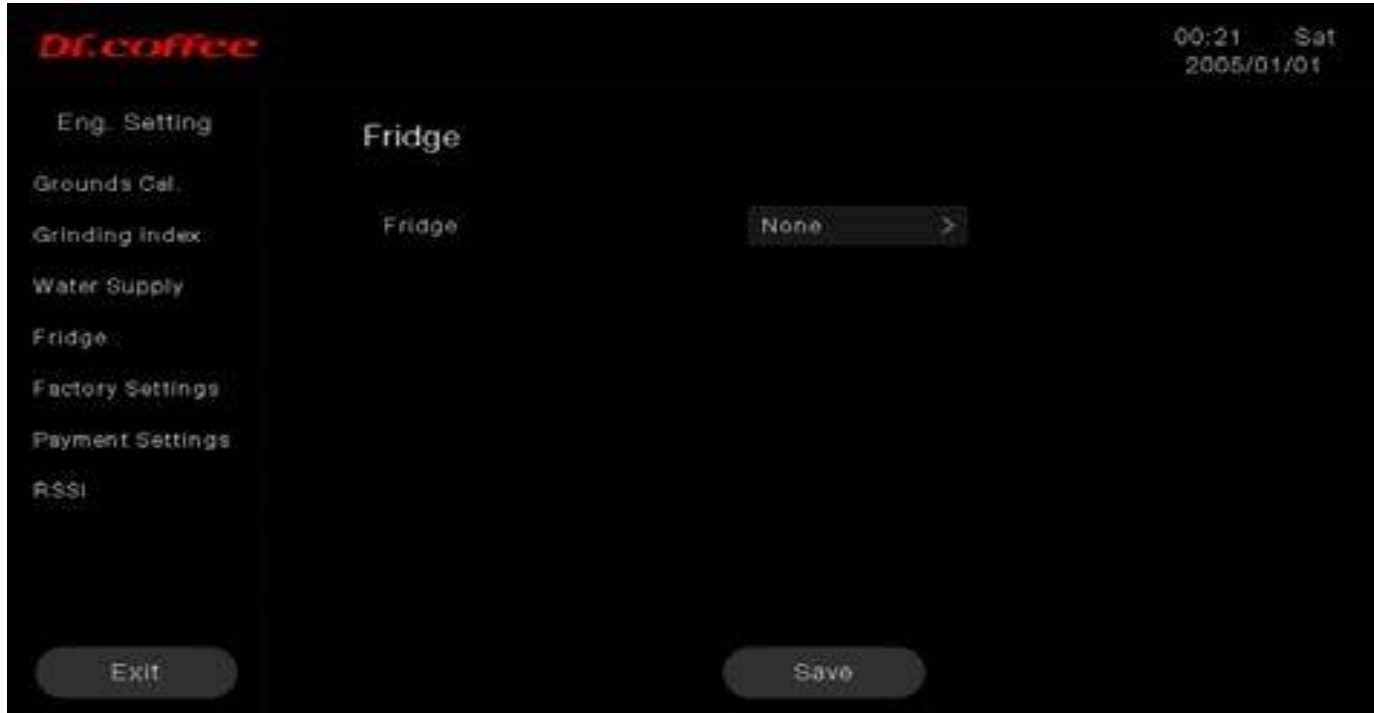 Dr.coffee
00:21 Sat
2005/01/01
Eng. Setting
Grounds Cal.
Grinding Index
Water Supply
Fridge
Factory Settings
Payment Settings
RSSI
Exit
Fridge
Fridge None >
Save